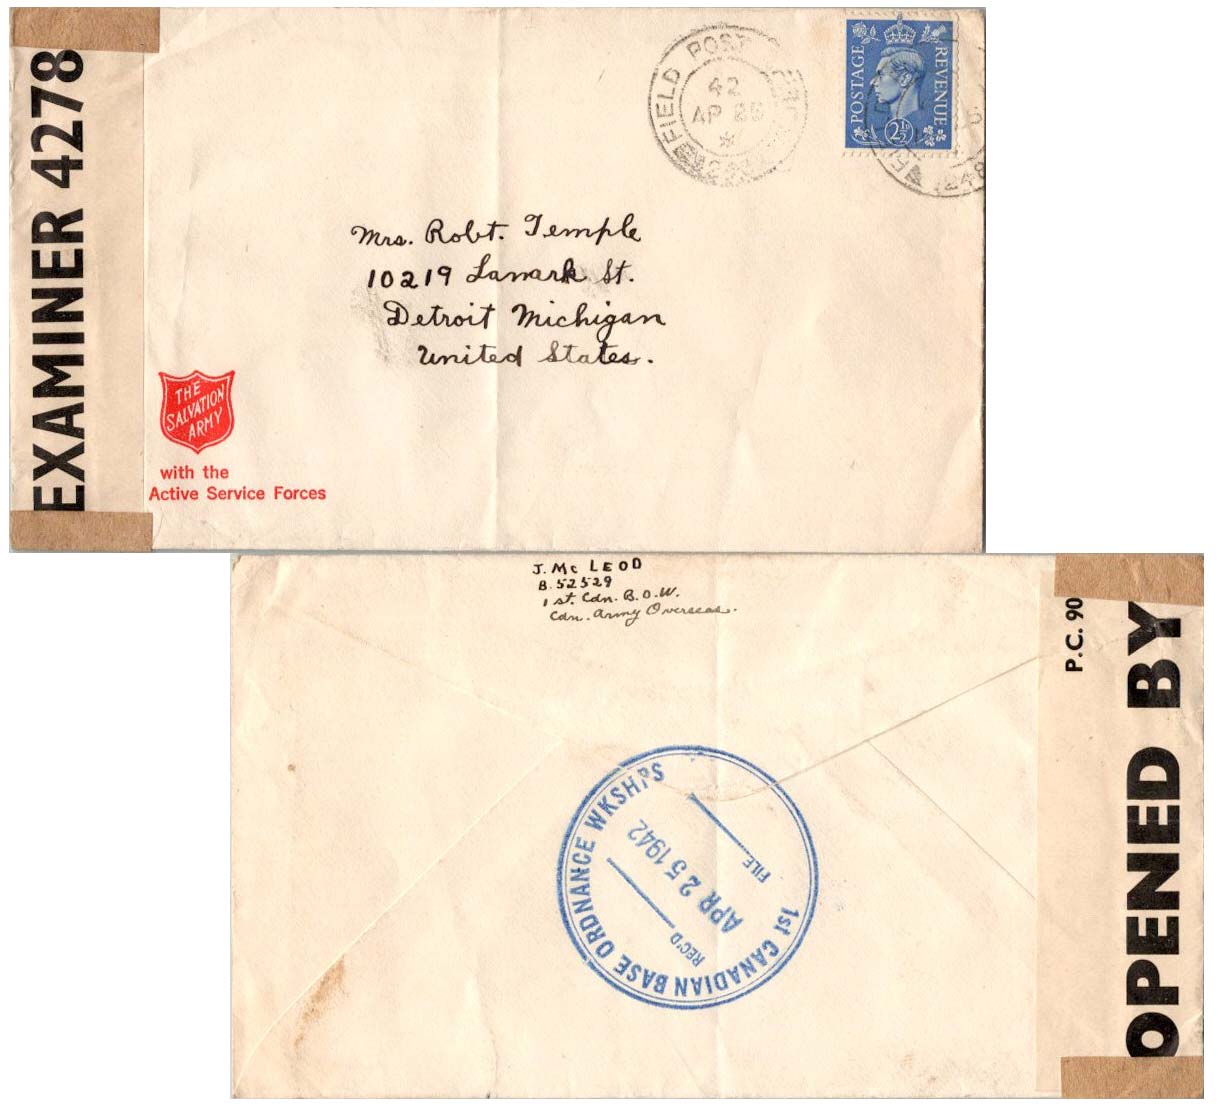 EXAMINER 4278
FIELD POST
42
AP 25
POSTAGE
REVENUE
2½
Mrs. Robt. Temple
10219 Lanark St.
Detroit Michigan
United States.
THE
SALVATION
ARMY
with the
Active Service Forces
J. Mc LEOD
B.52529
1st. Cdn. B.O.W.
Cdn. Army Overseas.
P.C. 90
OPENED BY
1st CANADIAN BASE ORDNANCE WKSHPS
REC'D
APR 25 1942
FILE